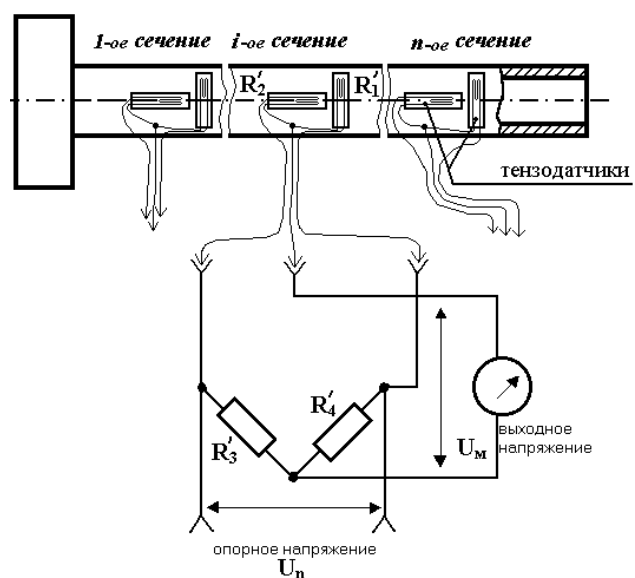 1-ое сечение i-ое сечение n-ое сечение
R'2 R'1
тензодатчики
R'3 R'4
Uм
выходное
напряжение
опорное напряжение
Uп